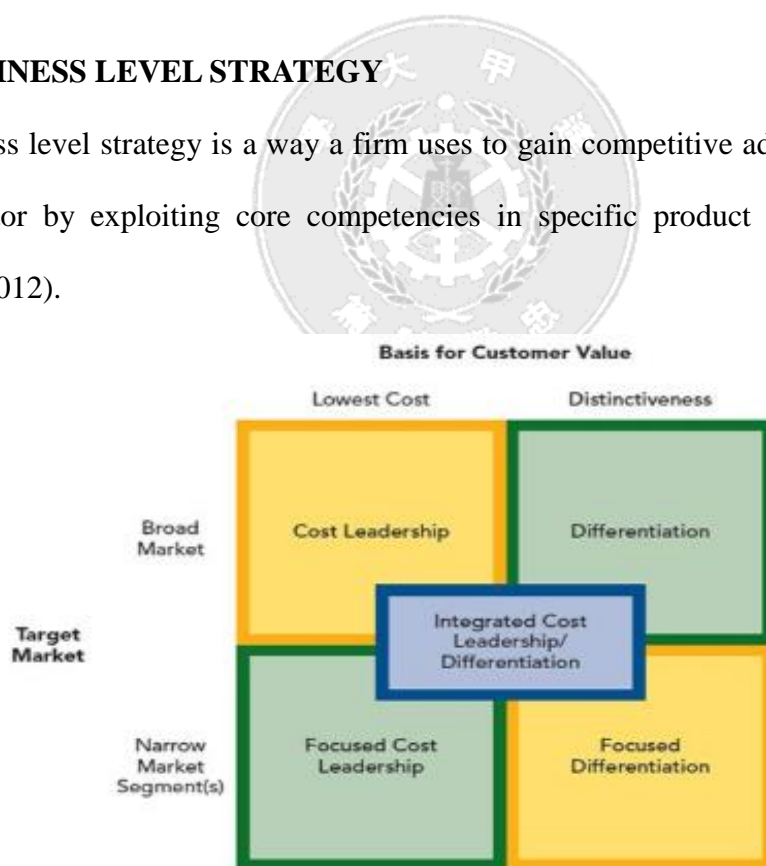 INESS LEVEL STRATEGY
大 甲
ss level strategy is a way a firm uses to gain competitive ad
or by exploiting core competencies in specific product
012).
Basis for Customer Value
Lowest Cost Distinctiveness
Broad
Market
Cost Leadership
Differentiation
Target
Market
Integrated Cost
Leadership/
Differentiation
Narrow
Market
Segment(s)
Focused Cost
Leadership
Focused
Differentiation